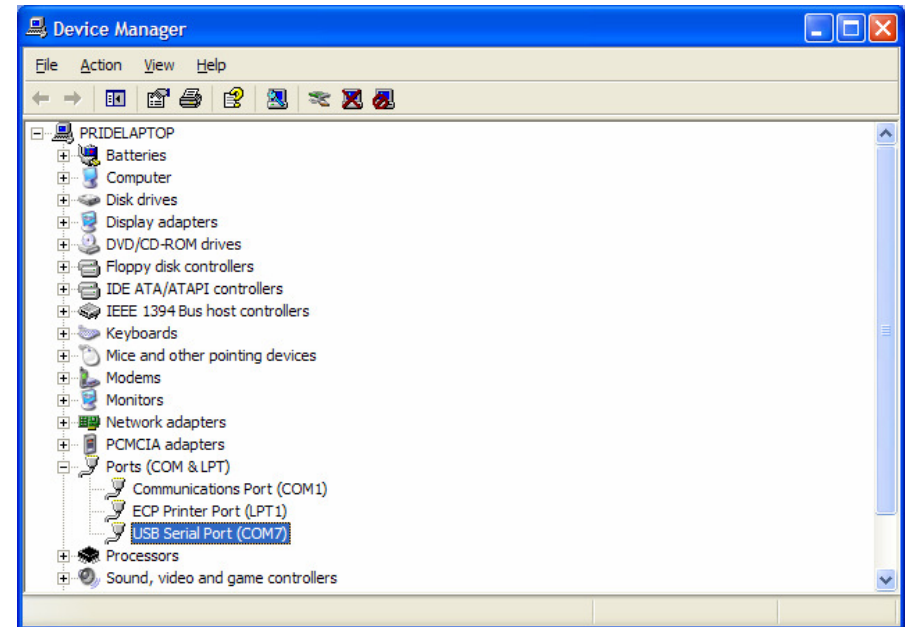 Device Manager
File Action View Help
PRIDELAPTOP
Batteries
Computer
Disk drives
Display adapters
DVD/CD-ROM drives
Floppy disk controllers
IDE ATA/ATAPI controllers
IEEE 1394 Bus host controllers
Keyboards
Mice and other pointing devices
Modems
Monitors
Network adapters
PCMCIA adapters
Ports (COM & LPT)
Communications Port (COM1)
ECP Printer Port (LPT1)
USB Serial Port (COM7)
Processors
Sound, video and game controllers